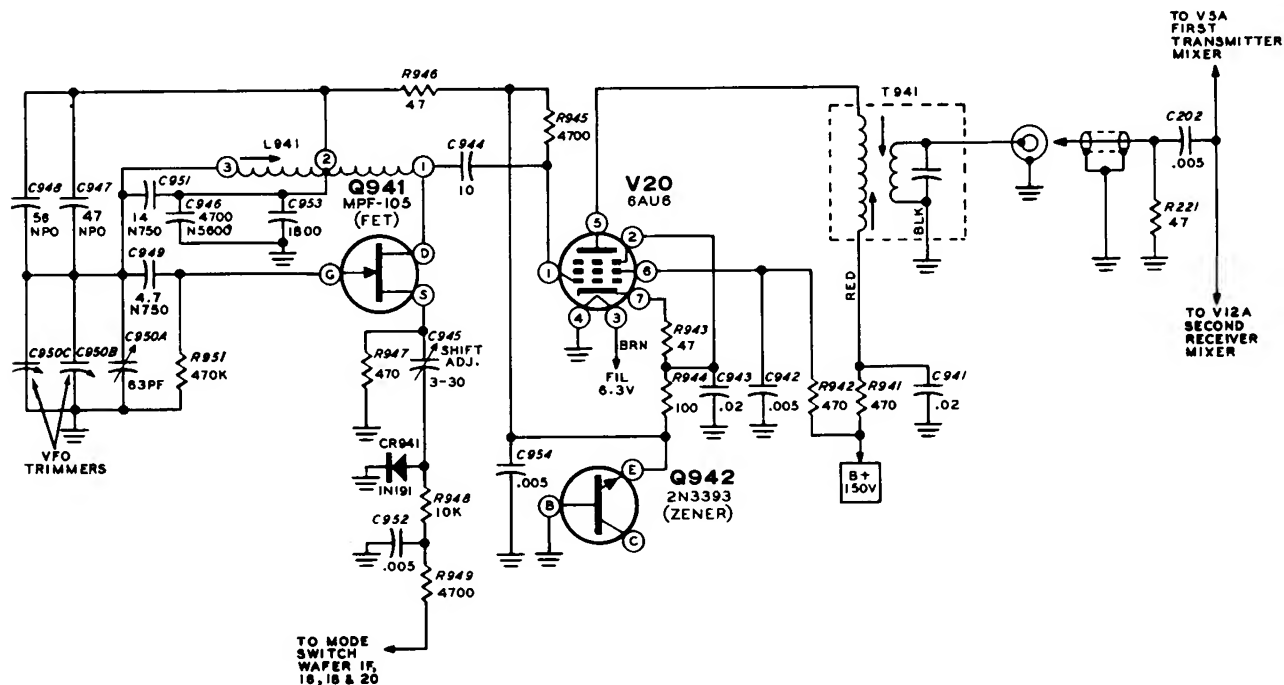 TO V5A
FIRST
TRANSMITTER
MIXER
R946
47
T941
C202
.005
R945
4700
L941
C944
10
3
2
1
C948
56
NPO
C947
47
NPO
C951
14
N750
C946
4700
N5600
C953
1800
Q941
MPF-105
(FET)
V20
6AU6
R221
47
BLK
C949
4.7
N750
G
D
S
5
2
1
6
7
4
3
RED
TO V12A
SECOND
RECEIVER
MIXER
C950C
C950B
C950A
63PF
R951
470K
R947
470
C945
SHIFT
ADJ.
3-30
BRN
FIL
6.3V
R943
47
R944
100
C943
.02
C942
.005
R942
470
R941
470
C941
.02
VFO
TRIMMERS
CR941
1N191
C954
.005
Q942
2N3393
(ZENER)
E
B
C
B+
150V
R948
10K
C952
.005
R949
4700
TO MODE
SWITCH
WAFER 1F,
16, 18 & 20